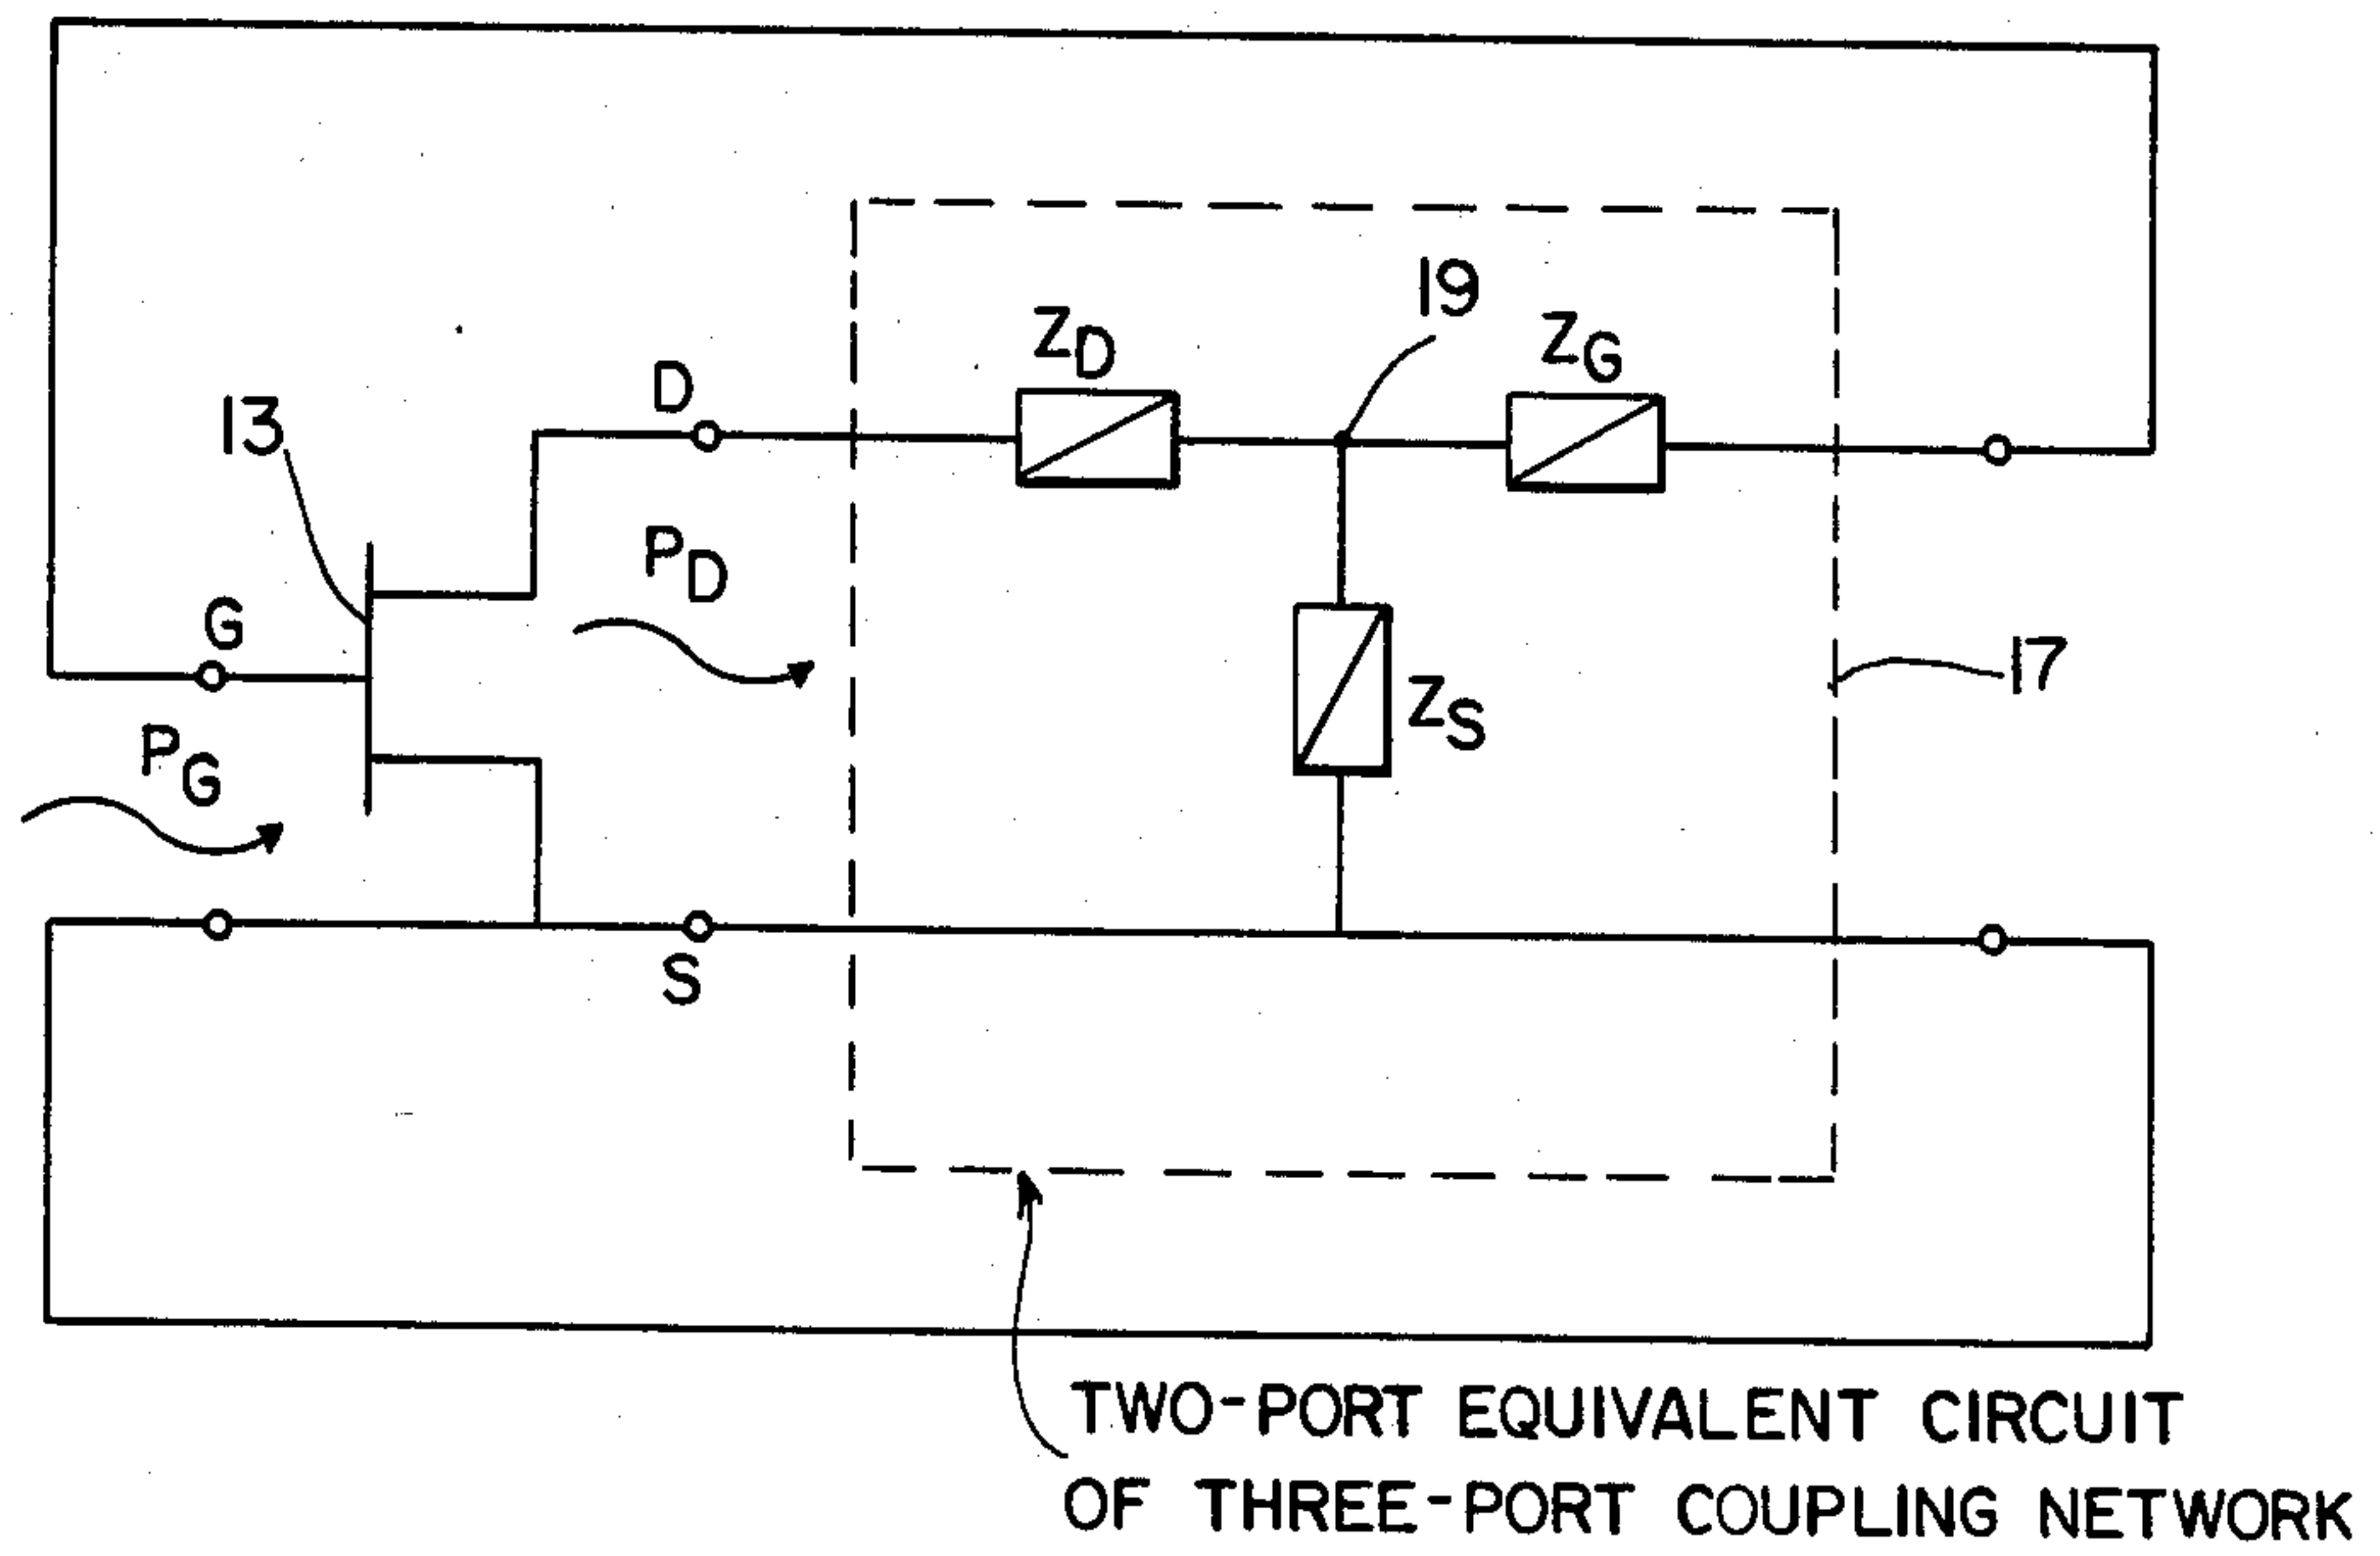 19
Z_D
Z_G
D
13
P_D
G
17
Z_S
P_G
S
TWO-PORT EQUIVALENT CIRCUIT
OF THREE-PORT COUPLING NETWORK